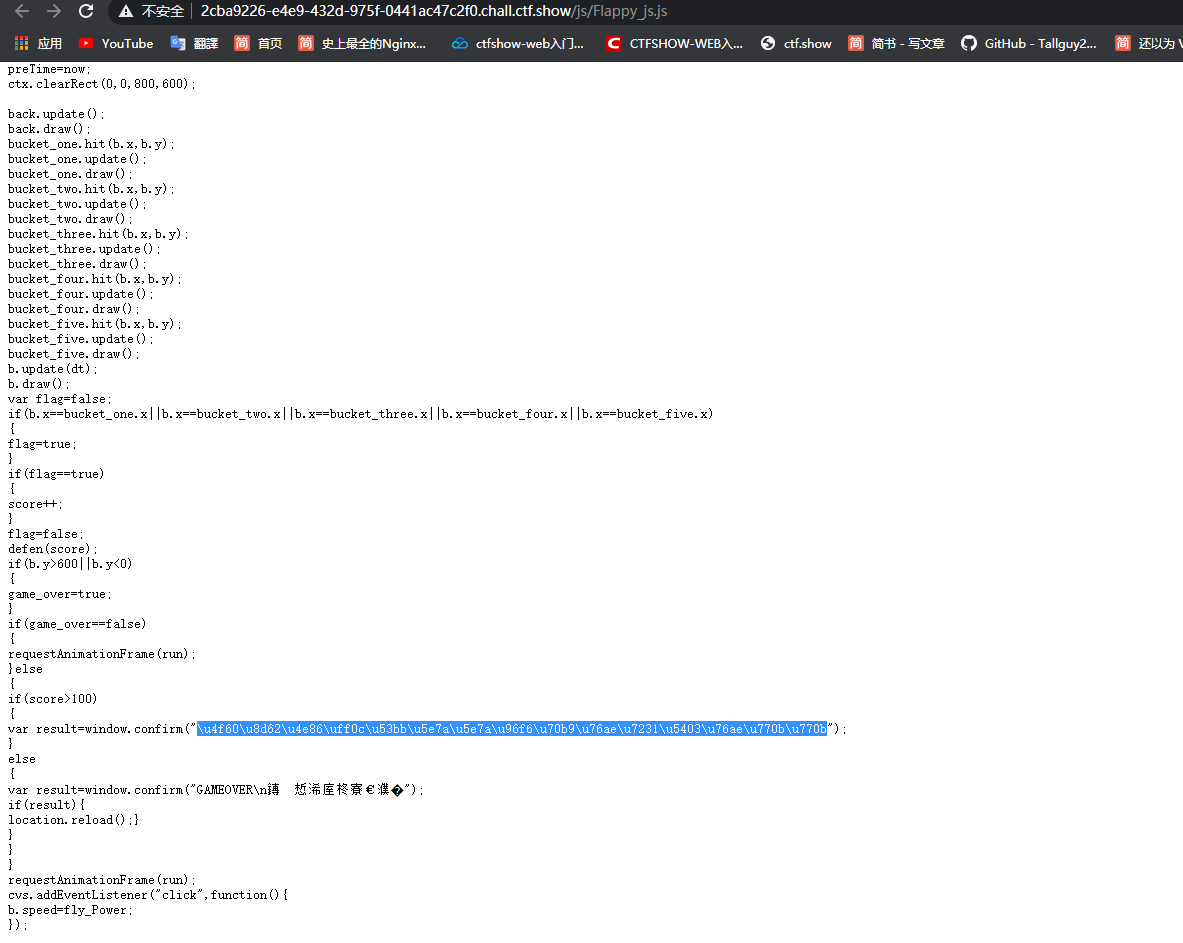 不安全 2cba9226-e4e9-432d-975f-0441ac47c2f0.chall.ctf.show/js/Flappy_js.js
应用 YouTube 翻譯 首页 史上最全的Nginx... ctfshow-web入门... CTFSHOW-WEB入... ctf.show 简书 - 写文章 GitHub - Tallguy2... 还以为
preTime=now;
ctx.clearRect(0,0,800,600);
back.update();
back.draw();
bucket_one.hit(b.x,b.y);
bucket_one.update();
bucket_one.draw();
bucket_two.hit(b.x,b.y);
bucket_two.update();
bucket_two.draw();
bucket_three.hit(b.x,b.y);
bucket_three.update();
bucket_three.draw();
bucket_four.hit(b.x,b.y);
bucket_four.update();
bucket_four.draw();
bucket_five.hit(b.x,b.y);
bucket_five.update();
bucket_five.draw();
b.update(dt);
b.draw();
var flag=false;
if(b.x==bucket_one.x||b.x==bucket_two.x||b.x==bucket_three.x||b.x==bucket_four.x||b.x==bucket_five.x)
{
flag=true;
}
if(flag==true)
{
score++;
}
flag=false;
defen(score);
if(b.y>600||b.y<0)
{
game_over=true;
}
if(game_over==false)
{
requestAnimationFrame(run);
}else
{
if(score>100)
{
var result=window.confirm("\u4f60\u8d62\u4e86\uff0c\u53bb\u5e7a\u5e7a\u96f6\u70b9\u76ae\u7231\u5403\u76ae\u770b\u770b");
}
else
{
var result=window.confirm("GAMEOVER\n
if(result){
location.reload();}
}
}
}
requestAnimationFrame(run);
cvs.addEventListener("click",function(){
b.speed=fly_Power;
});